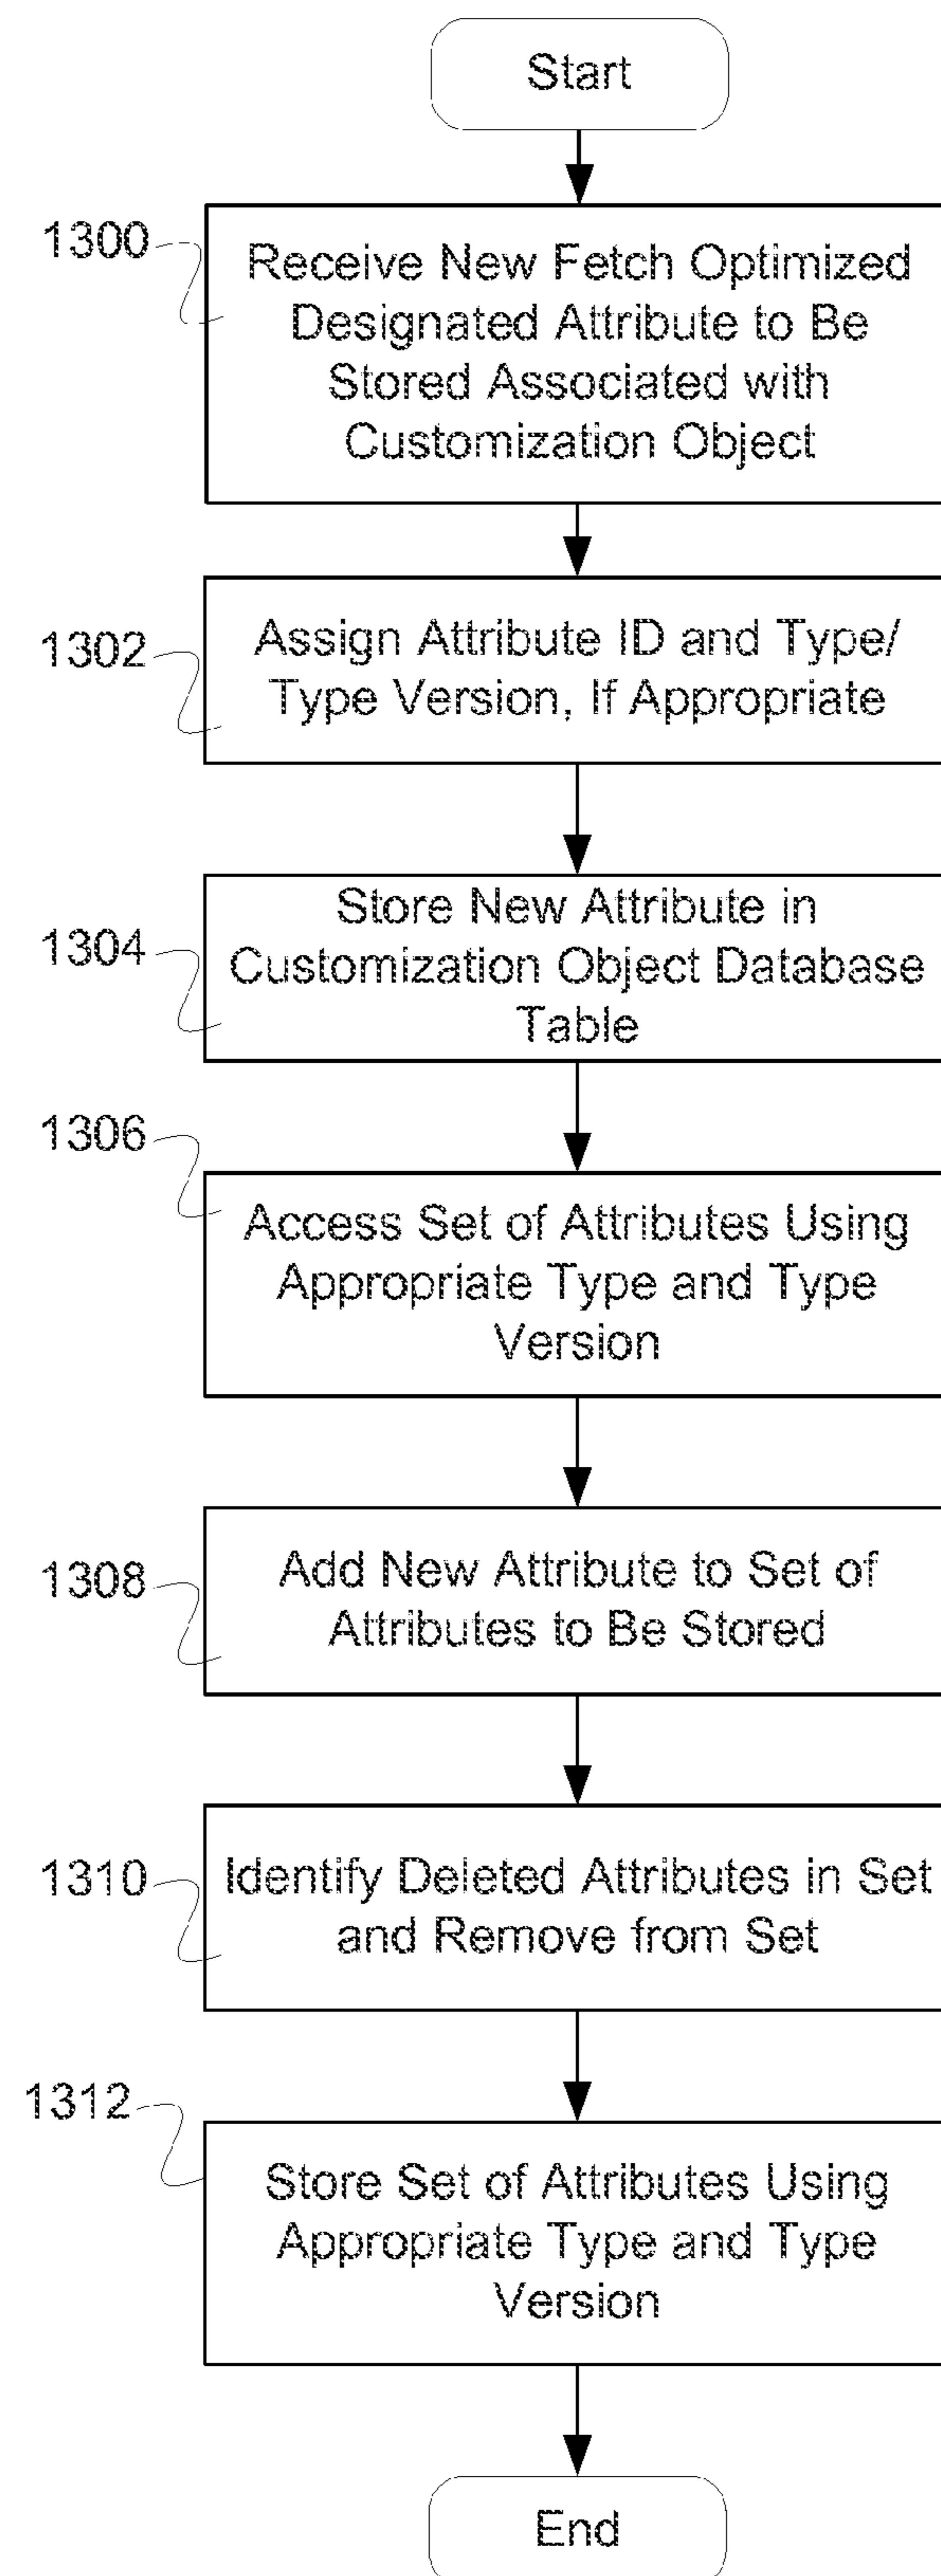 Start
1300
Receive New Fetch Optimized
Designated Attribute to Be
Stored Associated with
Customization Object
1302
Assign Attribute ID and Type/
Type Version, If Appropriate
1304
Store New Attribute in
Customization Object Database
Table
1306
Access Set of Attributes Using
Appropriate Type and Type
Version
1308
Add New Attribute to Set of
Attributes to Be Stored
1310
Identify Deleted Attributes in Set
and Remove from Set
1312
Store Set of Attributes Using
Appropriate Type and Type
Version
End